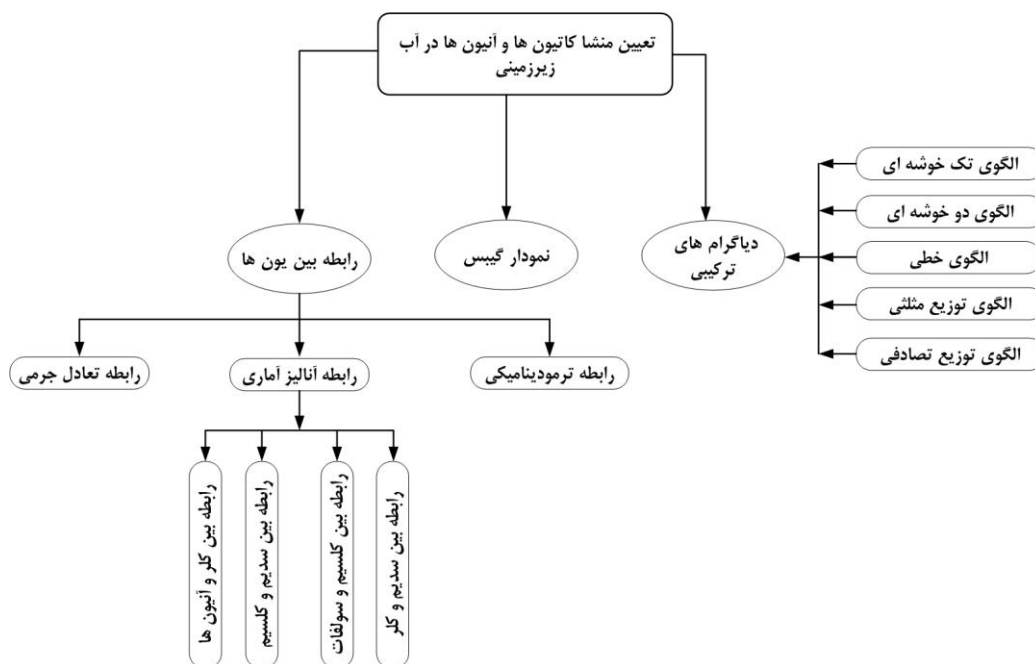 تعیین منشا کاتیون ها و آنیون ها در آب
زیرزمینی
الگوی تک خوشه ای
الگوی دو خوشه ای
الگوی خطی
الگوی توزیع مثلثی
الگوی توزیع تصادفی
دیاگرام های
ترکیبی
نمودار گیبس
رابطه بین یون ها
رابطه ترمودینامیکی
رابطه آنالیز آماری
رابطه تعادل جرمی
رابطه بین سدیم و کلر
رابطه بین کلسیم و سولفات
رابطه بین سدیم و کلسیم
رابطه بین کلر و آنیون ها